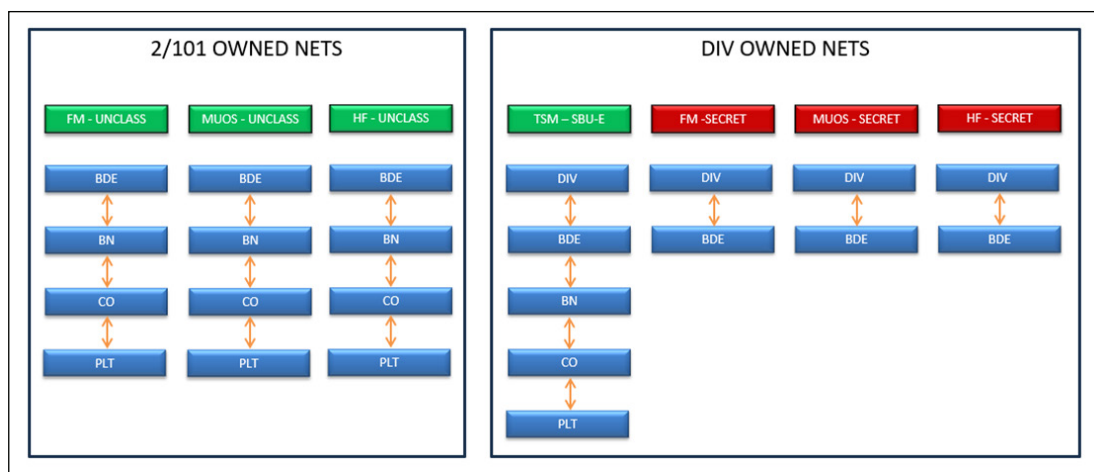 2/101 OWNED NETS
FM - UNCLASS
MUOS - UNCLASS
HF - UNCLASS
BDE
BDE
BDE
BN
BN
BN
CO
CO
CO
PLT
PLT
PLT
DIV OWNED NETS
TSM – SBU-E
FM -SECRET
MUOS - SECRET
HF - SECRET
DIV
DIV
DIV
DIV
BDE
BDE
BDE
BDE
BN
CO
PLT